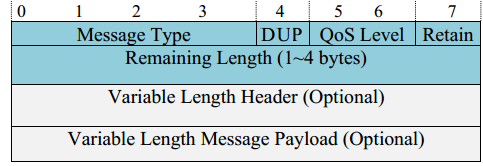 0 1 2 3 4 5 6 7
Message Type DUP QoS Level Retain
Remaining Length (1~4 bytes)
Variable Length Header (Optional)
Variable Length Message Payload (Optional)